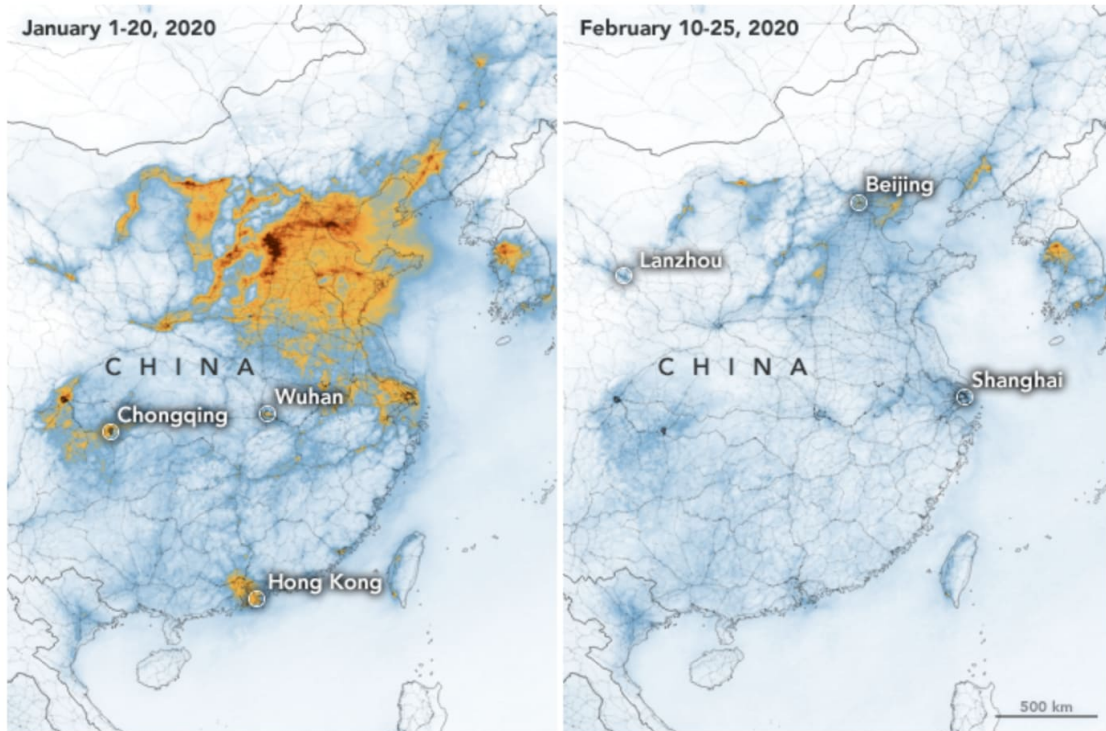 January 1-20, 2020
CHINA
Wuhan
Chongqing
Hong Kong
February 10-25, 2020
Beijing
Lanzhou
CHINA
Shanghai
500 km